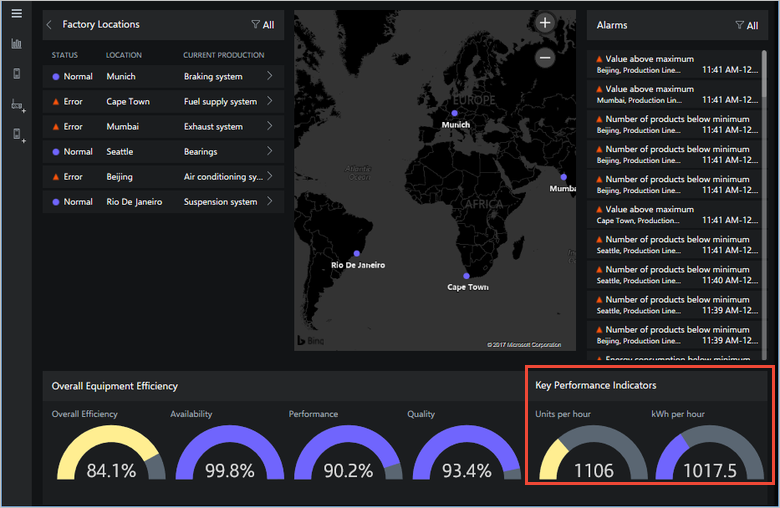 Factory Locations
All
STATUS LOCATION CURRENT PRODUCTION
Normal Munich Braking system
Error Cape Town Fuel supply system
Error Mumbai Exhaust system
Normal Seattle Bearings
Error Beijing Air conditioning sy...
Normal Rio De Janeiro Suspension system
EUROPE
Munich
Atlantic
Ocean
AFRICA
Mumba
Rio De Janeiro
Cape Town
Bing
© 2017 Microsoft Corporation
Alarms
All
Value above maximum
Beijing, Production Line... 11:41 AM-12...
Value above maximum
Mumbai, Production Lin... 11:41 AM-12...
Number of products below minimum
Beijing, Production Line... 11:41 AM-12...
Number of products below minimum
Beijing, Production Line... 11:41 AM-12...
Number of products below minimum
Beijing, Production Line... 11:41 AM-12...
Value above maximum
Cape Town, Production... 11:41 AM-12...
Number of products below minimum
Seattle, Production Line... 11:41 AM-12...
Number of products below minimum
Seattle, Production Line... 11:40 AM-12...
Number of products below minimum
Seattle, Production Line... 11:39 AM-12...
Number of products below minimum
Beijing, Production Line... 11:39 AM-12...
Energy consumption below minimum
Overall Equipment Efficiency
Overall Efficiency Availability Performance Quality
84.1% 99.8% 90.2% 93.4%
Key Performance Indicators
Units per hour kWh per hour
1106 1017.5